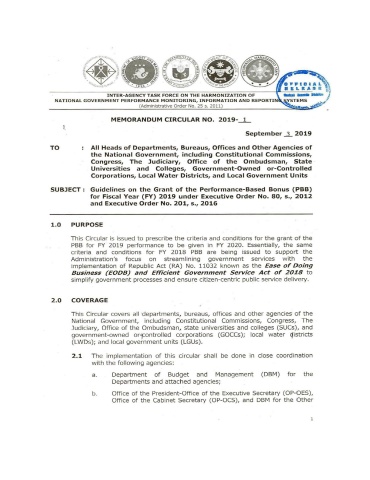 OFFICIAL
RELEASE
INTER-AGENCY TASK FORCE ON THE HARMONIZATION OF
NATIONAL GOVERNMENT PERFORMANCE MONITORING, INFORMATION AND REPORTING SYSTEMS
(Administrative Order No. 25 s. 2011)
MEMORANDUM CIRCULAR NO. 2019- 1
1
September 3 2019
TO : All Heads of Departments, Bureaus, Offices and Other Agencies of
the National Government, including Constitutional Commissions,
Congress, The Judiciary, Office of the Ombudsman, State
Universities and Colleges, Government-Owned or-Controlled
Corporations, Local Water Districts, and Local Government Units
SUBJECT : Guidelines on the Grant of the Performance-Based Bonus (PBB)
for Fiscal Year (FY) 2019 under Executive Order No. 80, s., 2012
and Executive Order No. 201, s., 2016
1.0 PURPOSE
This Circular is issued to prescribe the criteria and conditions for the grant of the
PBB for FY 2019 performance to be given in FY 2020. Essentially, the same
criteria and conditions for FY 2018 PBB are being issued to support the
Administration's focus on streamlining government services with the
implementation of Republic Act (RA) No. 11032 known as the Ease of Doing
Business (EODB) and Efficient Government Service Act of 2018 to
simplify government processes and ensure citizen-centric public service delivery.
2.0 COVERAGE
This Circular covers all departments, bureaus, offices and other agencies of the
National Government, including Constitutional Commissions, Congress, The
Judiciary, Office of the Ombudsman, state universities and colleges (SUCs), and
government-owned or-controlled corporations (GOCCs); local water districts
(LWDs); and local government units (LGUs).
2.1 The implementation of this circular shall be done in close coordination
with the following agencies:
a. Department of Budget and Management (DBM) for the
Departments and attached agencies;
b. Office of the President-Office of the Executive Secretary (OP-OES),
Office of the Cabinet Secretary (OP-OCS), and DBM for the Other
1